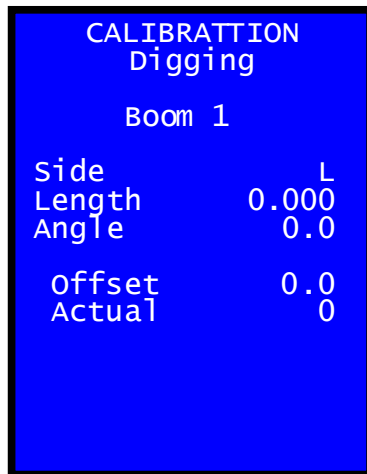 CALIBRATTION
Digging
Boom 1
Side L
Length 0.000
Angle 0.0
Offset 0.0
Actual 0